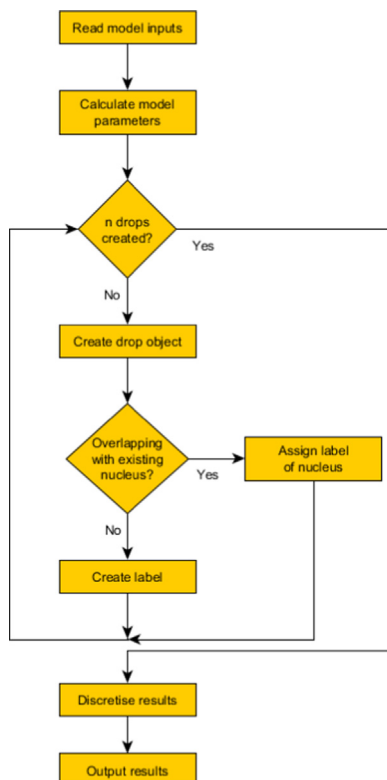 Read model inputs
Calculate model
parameters
n drops
created?
Yes
No
Create drop object
Overlapping
with existing
nucleus?
Yes
Assign label
of nucleus
No
Create label
Discretise results
Output results